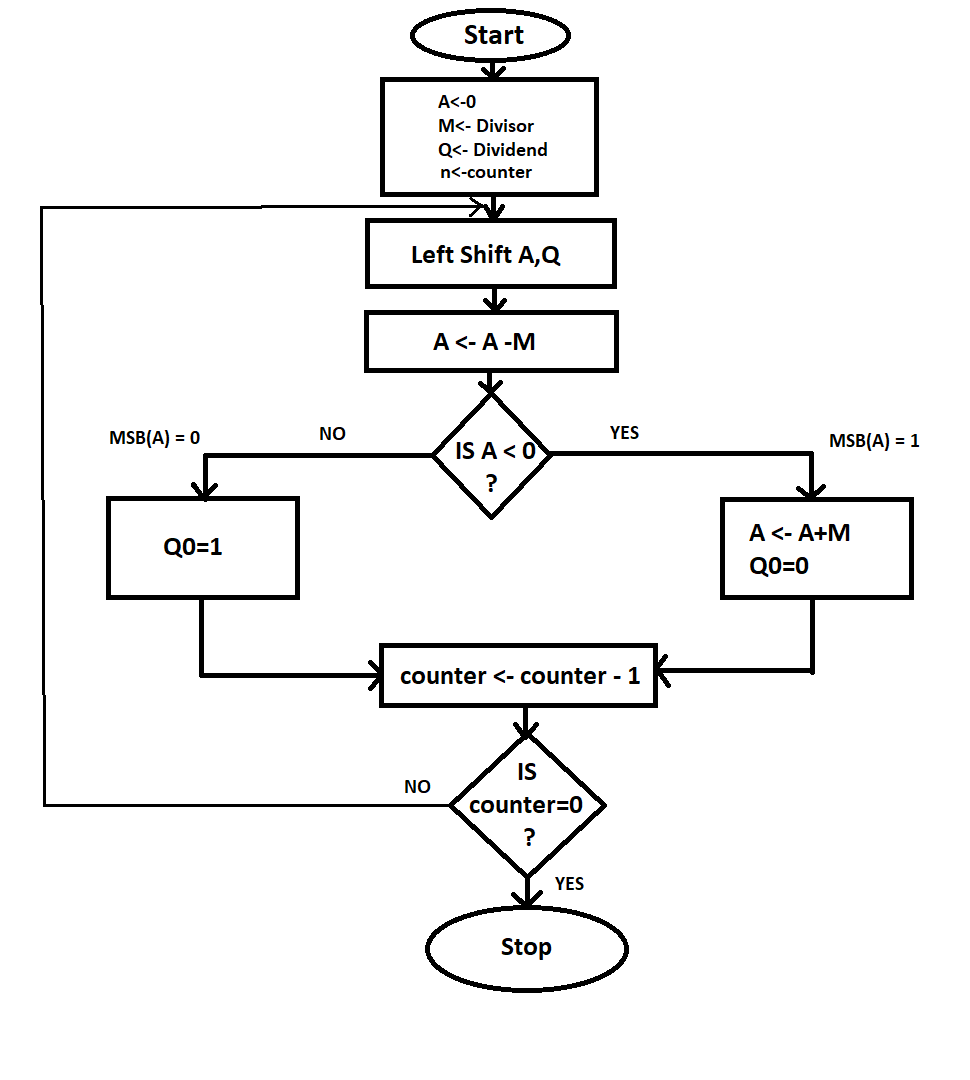 Start
A<-0
M<- Divisor
Q<- Dividend
n<-counter
Left Shift A,Q
A <- A -M
IS A < 0
?
NO
MSB(A) = 0
YES
MSB(A) = 1
Q0=1
A <- A+M
Q0=0
counter <- counter - 1
IS
counter=0
?
NO
YES
Stop